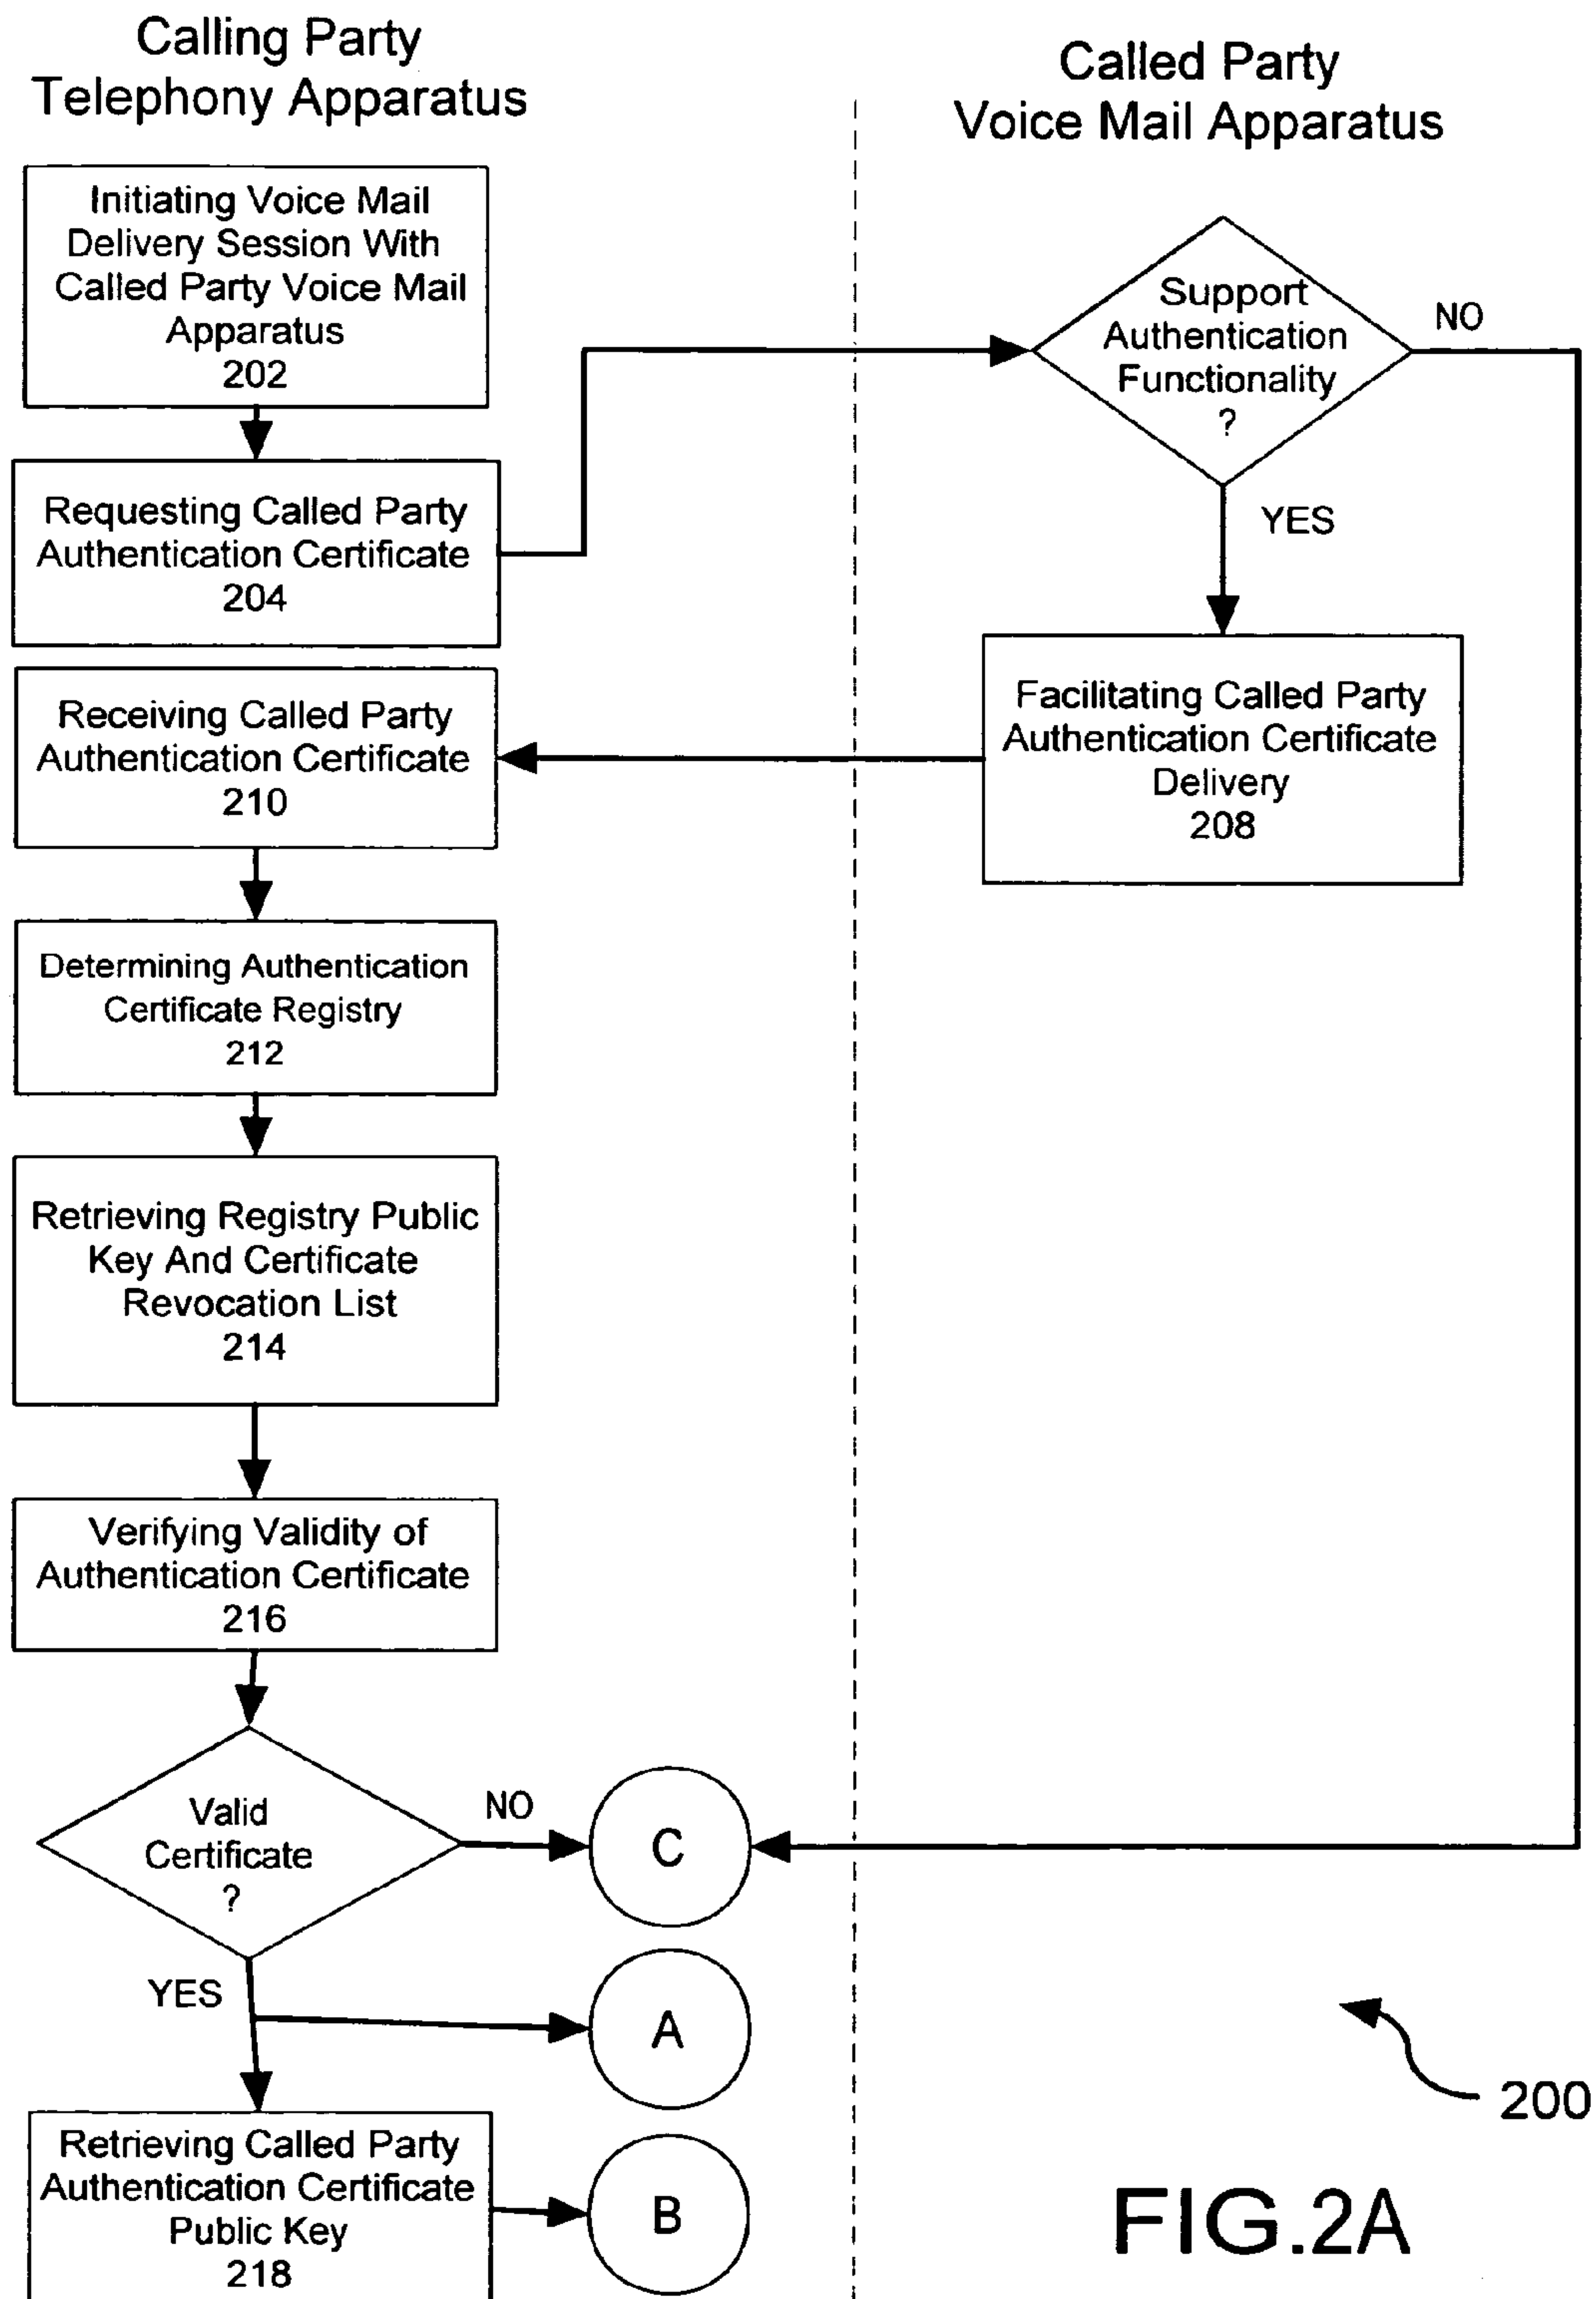 Calling Party
Telephony Apparatus
Called Party
Voice Mail Apparatus
Initiating Voice Mail
Delivery Session With
Called Party Voice Mail
Apparatus
202
Support
Authentication
Functionality
?
NO
YES
Requesting Called Party
Authentication Certificate
204
Facilitating Called Party
Authentication Certificate
Delivery
208
Receiving Called Party
Authentication Certificate
210
Determining Authentication
Certificate Registry
212
Retrieving Registry Public
Key And Certificate
Revocation List
214
Verifying Validity of
Authentication Certificate
216
Valid
Certificate
?
NO
C
YES
A
Retrieving Called Party
Authentication Certificate
Public Key
218
B
200
FIG.2A